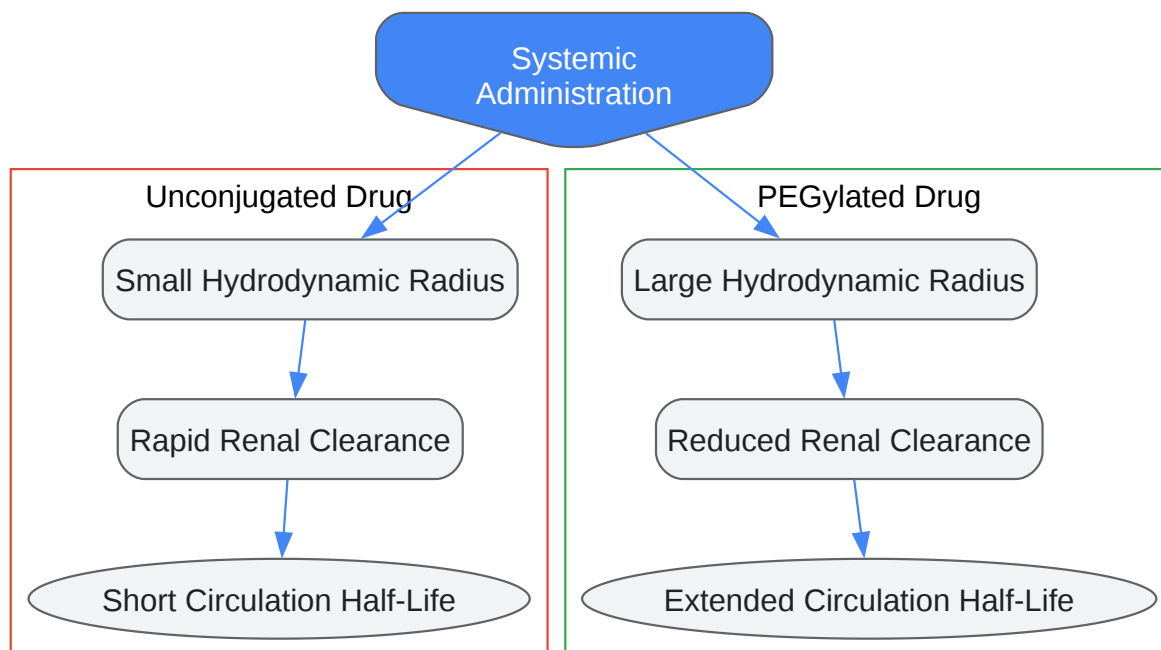 Systemic
Administration
Unconjugated Drug
PEGylated Drug
Small Hydrodynamic Radius
Large Hydrodynamic Radius
Rapid Renal Clearance
Reduced Renal Clearance
Short Circulation Half-Life
Extended Circulation Half-Life